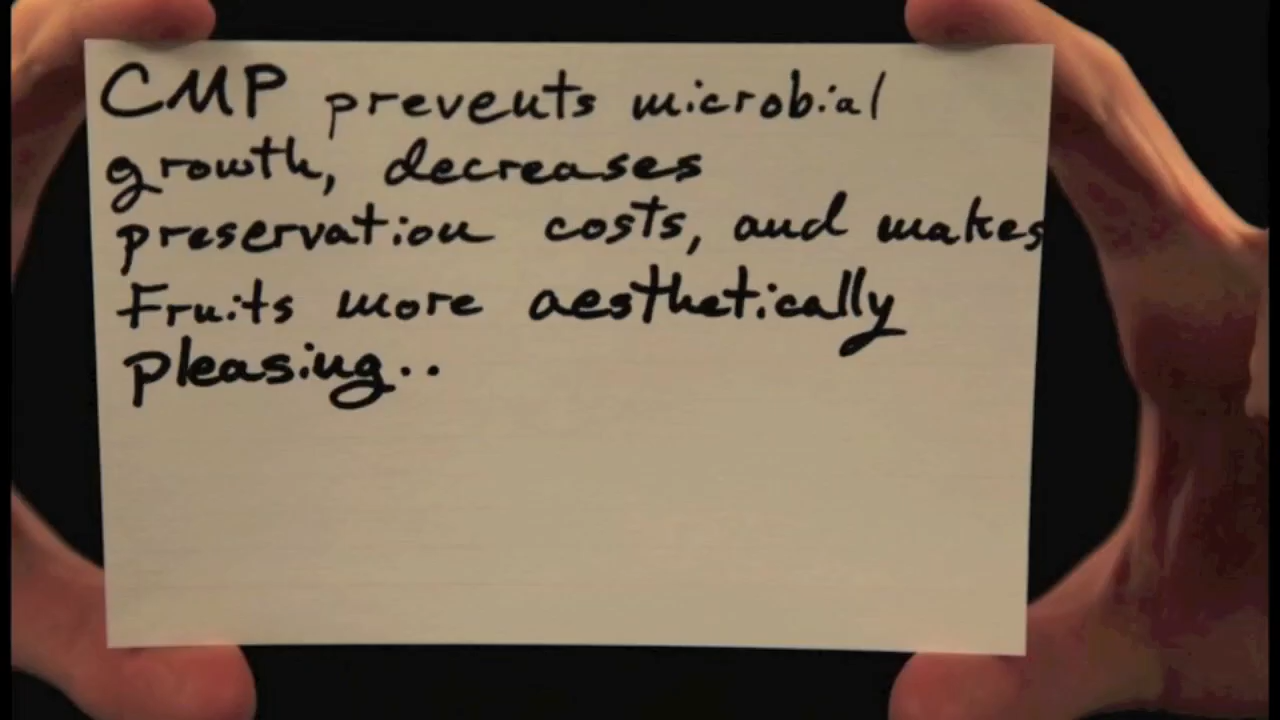 CMP prevents microbial
growth, decreases
preservation costs, and makes
Fruits more aesthetically
pleasing..